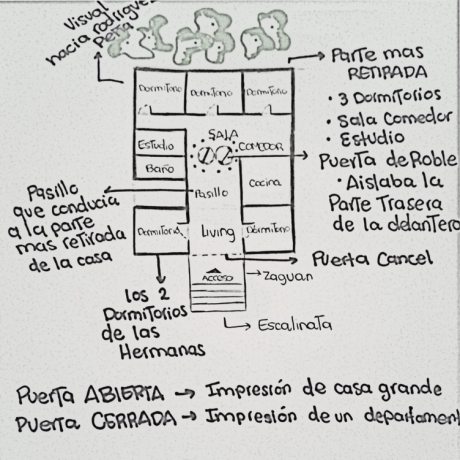 Visual
hacia rodrigue
Peña
Dormitorio
Dormitorio
Dormitorio
Parte mas
RETIRADA
• 3 Dormitorios
• Sala Comedor
• Estudio
SALA
COMEDOR
Estudio
Baño
Puerta de Roble
• Aislaba la
Parte Trasera
de la delantera
Pasillo
Cocina
Pasillo
que conducía
a la parte
mas retirada
de la casa
Dormitorio
Living
Dormitorio
Puerta Cancel
ACCESO
Zaguan
Escalinata
los 2
Dormitorios
de las
Hermanas
Puerta ABIERTA → Impresión de casa grande
Puerta CERRADA → Impresión de un departament